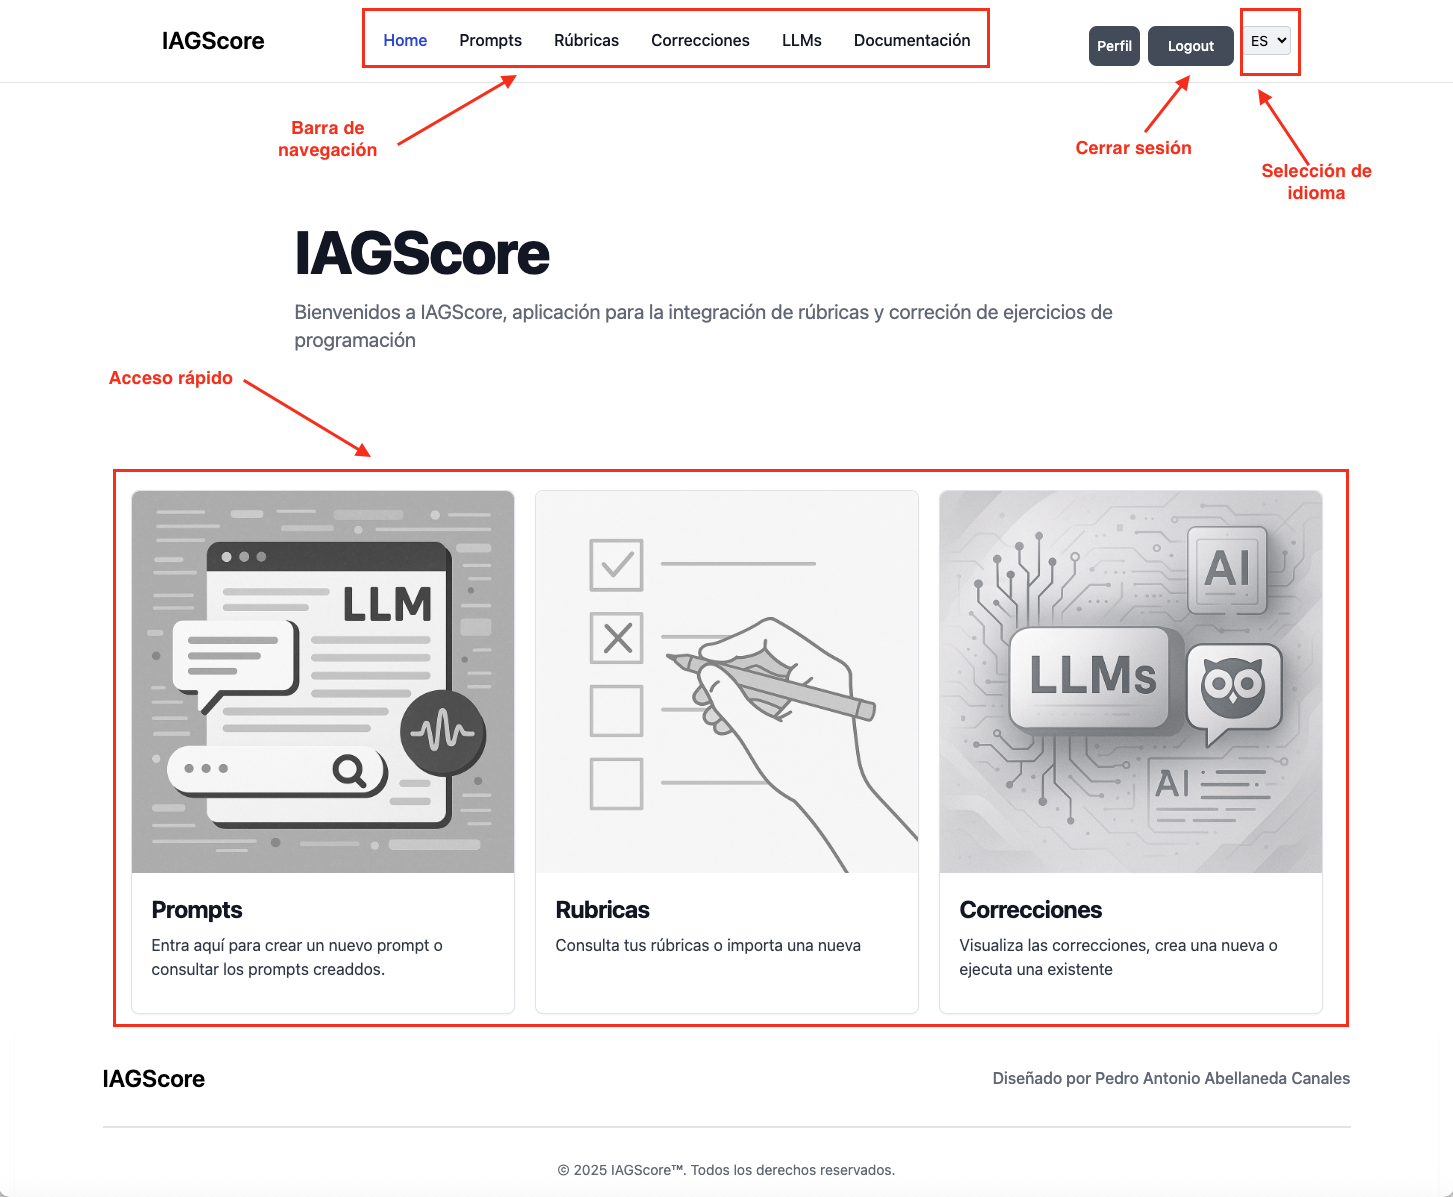 IAGScore
Home Prompts Rúbricas Correcciones LLMs Documentación
Perfil Logout ES
Barra de
navegación
Cerrar sesión
Selección de
idioma
IAGScore
Bienvenidos a IAGScore, aplicación para la integración de rúbricas y correción de ejercicios de
programación
Acceso rápido
LLM
AI
LLMs
AI
Prompts
Entra aquí para crear un nuevo prompt o
consultar los prompts creaddos.
Rubricas
Consulta tus rúbricas o importa una nueva
Correcciones
Visualiza las correcciones, crea una nueva o
ejecuta una existente
IAGScore
Diseñado por Pedro Antonio Abellaneda Canales
© 2025 IAGScore™. Todos los derechos reservados.